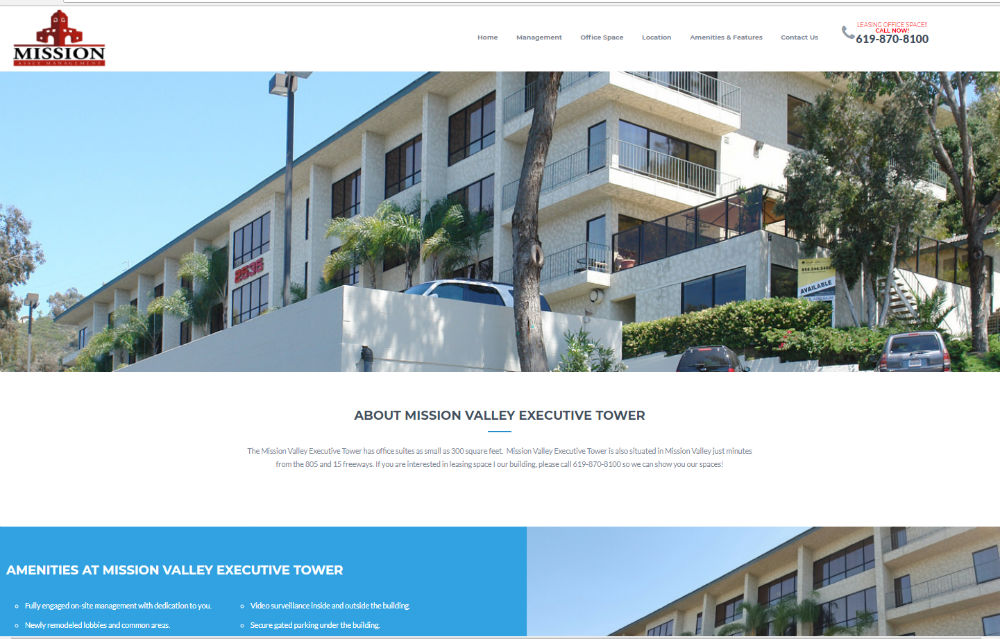 MISSION
ASSET MANAGEMENT
Home Management Office Space Location Amenities & Features Contact Us
LEASING OFFICE SPACES
CALL NOW!
619-870-8100
2535
AVAILABLE
ABOUT MISSION VALLEY EXECUTIVE TOWER
The Mission Valley Executive Tower has office suites as small as 300 square feet. Mission Valley Executive Tower is also situated in Mission Valley just minutes
from the 805 and 15 freeways. If you are interested in leasing space I our building, please call 619-870-8100 so we can show you our spaces!
AMENITIES AT MISSION VALLEY EXECUTIVE TOWER
Fully engaged on-site management with dedication to you.
Video surveillance inside and outside the building.
Newly remodeled lobbies and common areas.
Secure gated parking under the building.